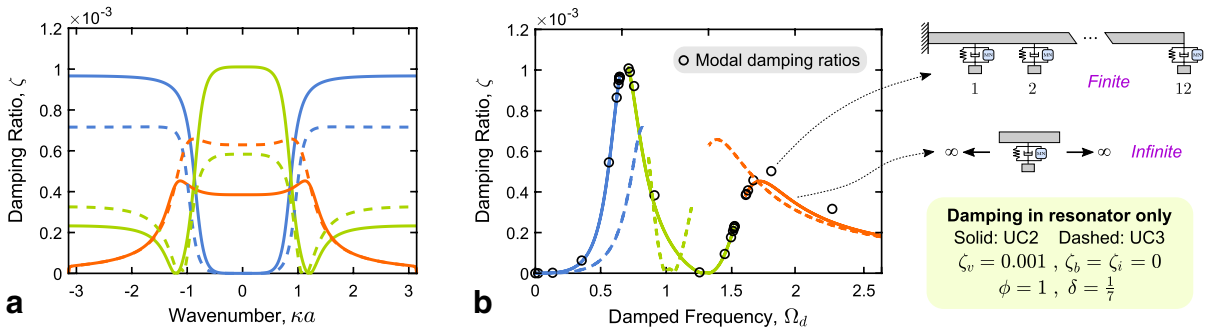 ×10⁻³
1.2
1
0.8
0.6
0.4
0.2
0
Damping Ratio, ζ
-3 -2 -1 0 1 2 3
Wavenumber, κa
a
×10⁻³
1.2
1
0.8
0.6
0.4
0.2
0
Damping Ratio, ζ
Modal damping ratios
0 0.5 1 1.5 2 2.5
Damped Frequency, Ω_d
b
...
1 2 12
Finite
∞ ∞ Infinite
Damping in resonator only
Solid: UC2 Dashed: UC3
ζ_v = 0.001 , ζ_b = ζ_i = 0
ϕ = 1 , δ = 1/7